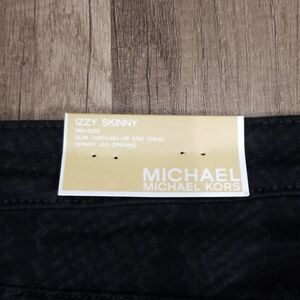 IZZY SKINNY
MID-RISE
SLIM THROUGH HIP AND THIGH
SKINNY LEG OPENING
MICHAEL
MICHAEL KORS